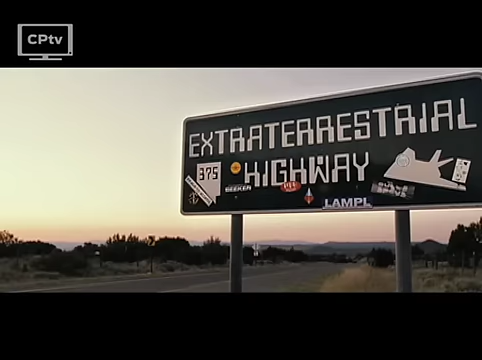 CPtv
EXTRATERRESTRIAL
HIGHWAY
375
SEEKER
LAMPL